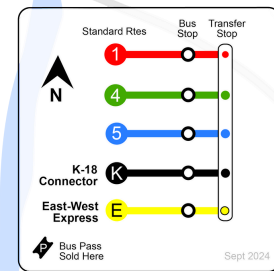 Standard Rtes
Bus
Stop
Transfer
Stop
1
4
5
N
K-18
Connector
K
East-West
Express
E
P
Bus Pass
Sold Here
Sept 2024